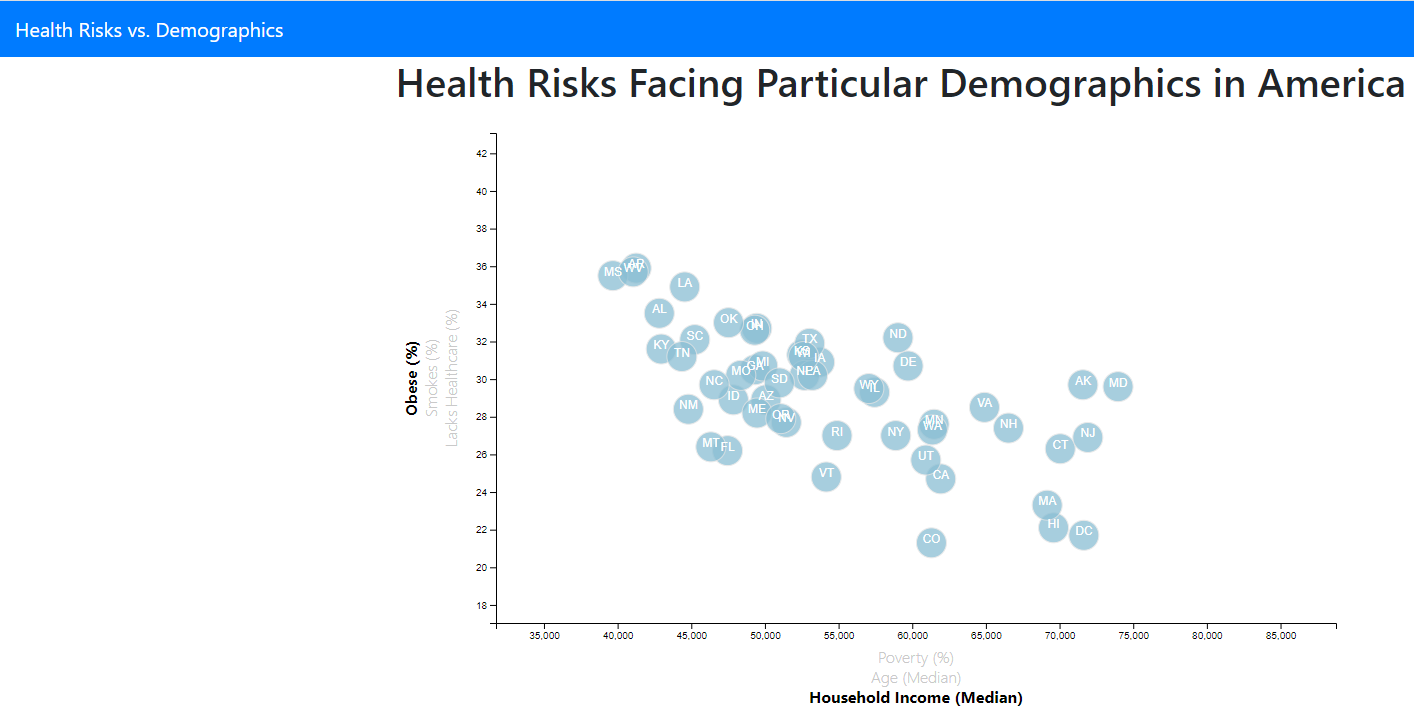 Health Risks vs. Demographics
Health Risks Facing Particular Demographics in America
42
40
38
36
34
32
30
28
26
24
22
20
18
Obese (%)
Smokes (%)
Lacks Healthcare (%)
MS
WV
AR
LA
AL
OK
IN
SC
KY
TN
TX
ND
IA
DE
MI
GA
MO
PA
NC
SD
ID
AZ
NM
ME
OR
NV
WY
IL
AK
MD
VA
NH
MN
WA
NY
RI
NJ
CT
MT
FL
UT
VT
CA
MA
HI
DC
CO
35,000
40,000
45,000
50,000
55,000
60,000
65,000
70,000
75,000
80,000
85,000
Poverty (%)
Age (Median)
Household Income (Median)